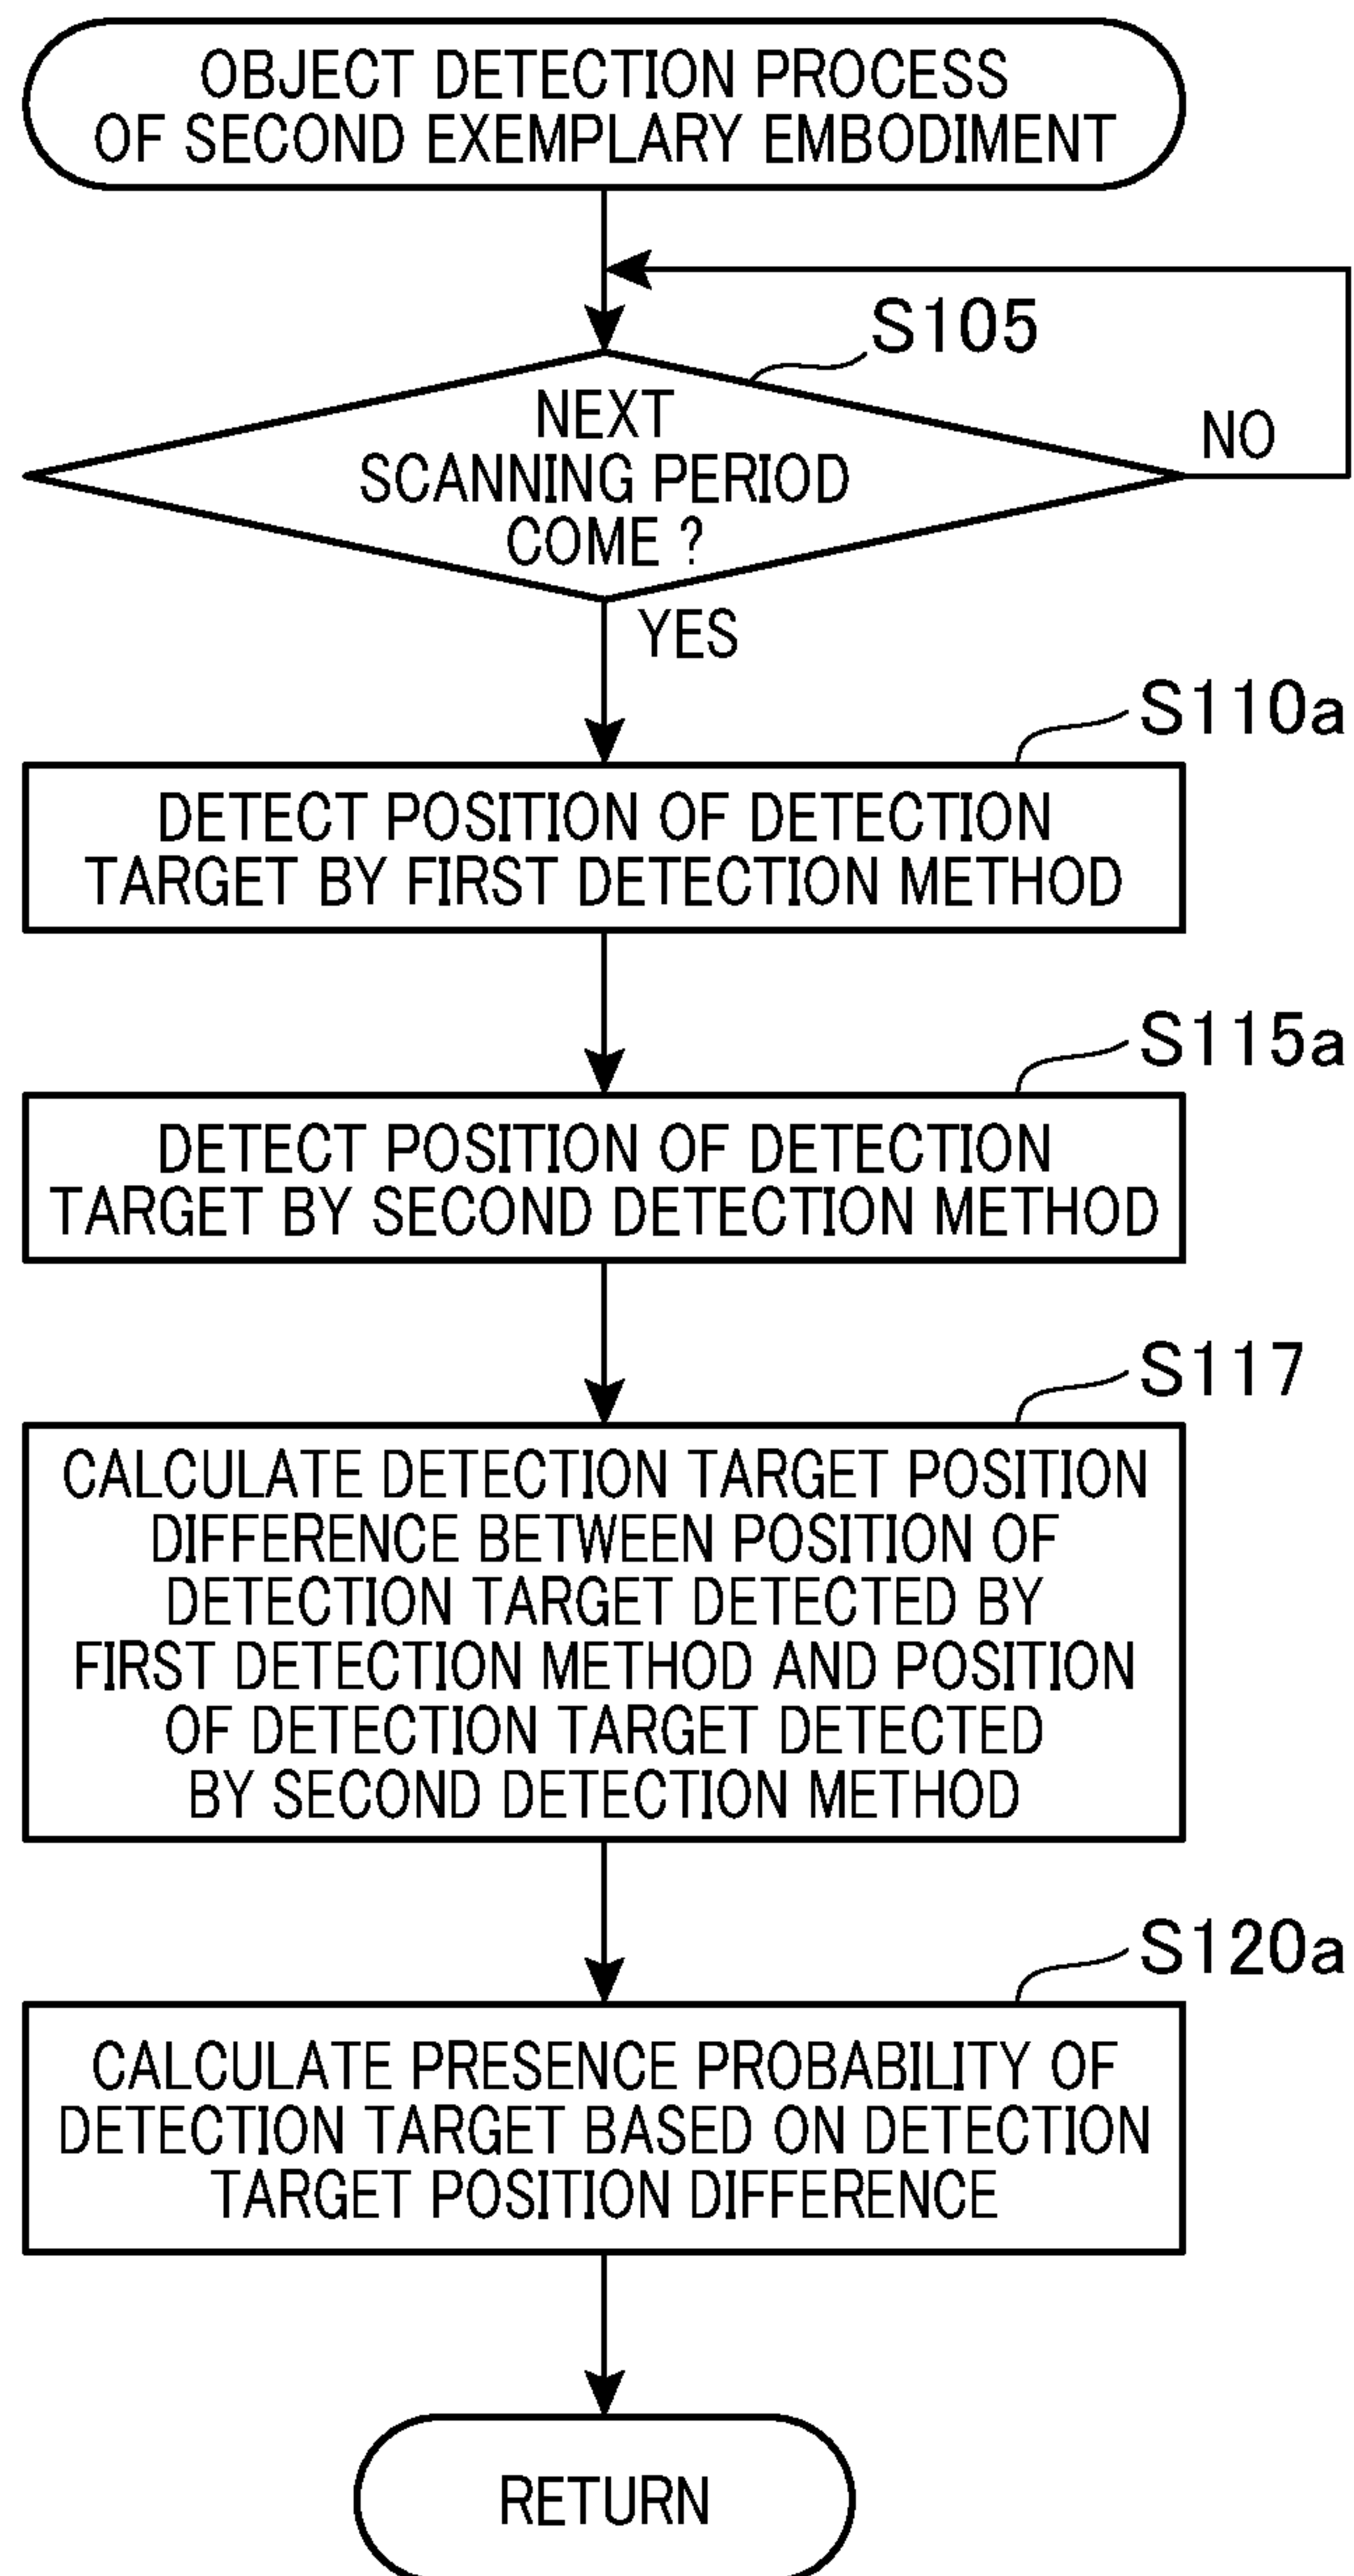 OBJECT DETECTION PROCESS
OF SECOND EXEMPLARY EMBODIMENT
S105
NEXT
SCANNING PERIOD
COME ?
NO
YES
S110a
DETECT POSITION OF DETECTION
TARGET BY FIRST DETECTION METHOD
S115a
DETECT POSITION OF DETECTION
TARGET BY SECOND DETECTION METHOD
S117
CALCULATE DETECTION TARGET POSITION
DIFFERENCE BETWEEN POSITION OF
DETECTION TARGET DETECTED BY
FIRST DETECTION METHOD AND POSITION
OF DETECTION TARGET DETECTED
BY SECOND DETECTION METHOD
S120a
CALCULATE PRESENCE PROBABILITY OF
DETECTION TARGET BASED ON DETECTION
TARGET POSITION DIFFERENCE
RETURN